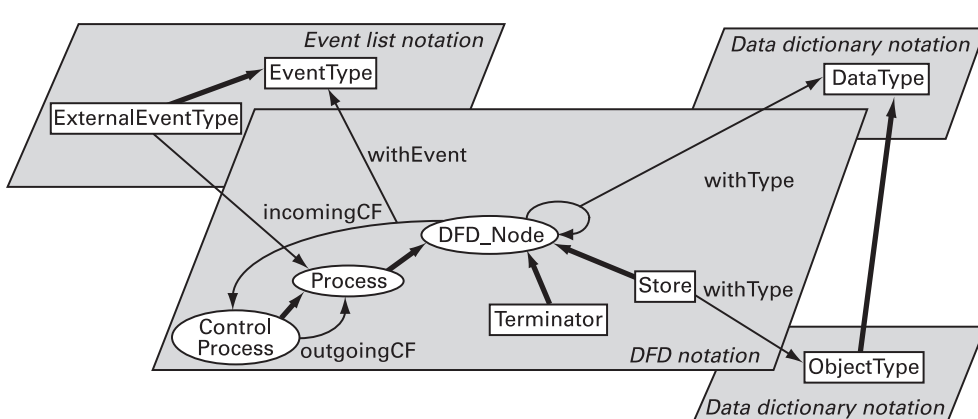 Event list notation
Data dictionary notation
EventType
DataType
ExternalEventType
withEvent
withType
incomingCF
DFD_Node
Process
Store
withType
Terminator
Control
Process
outgoingCF
DFD notation
ObjectType
Data dictionary notation